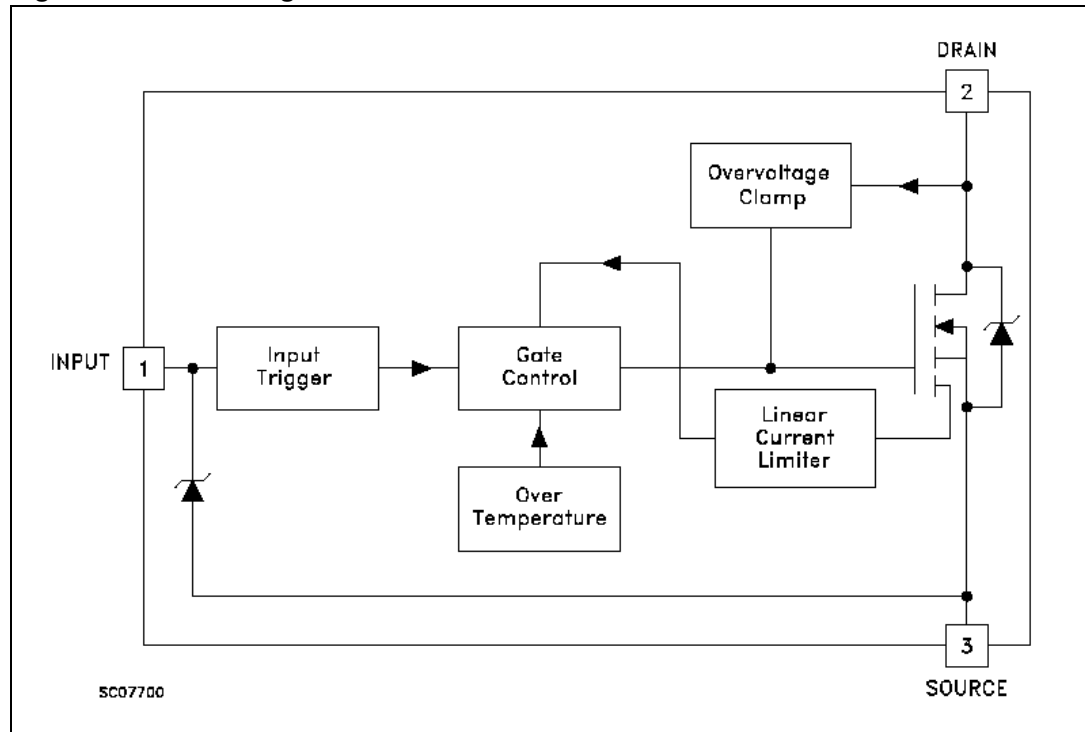 DRAIN
2
Overvoltage
Clamp
INPUT
1
Input
Trigger
Gate
Control
Linear
Current
Limiter
Over
Temperature
3
SOURCE
SC07700